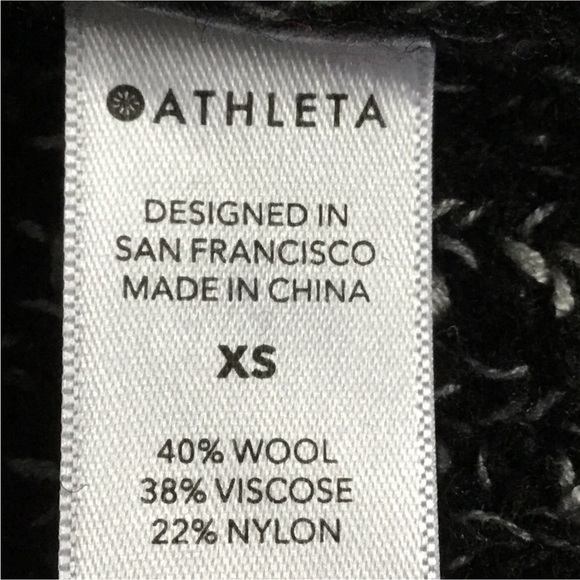 ATHLETA
DESIGNED IN
SAN FRANCISCO
MADE IN CHINA
XS
40% WOOL
38% VISCOSE
22% NYLON